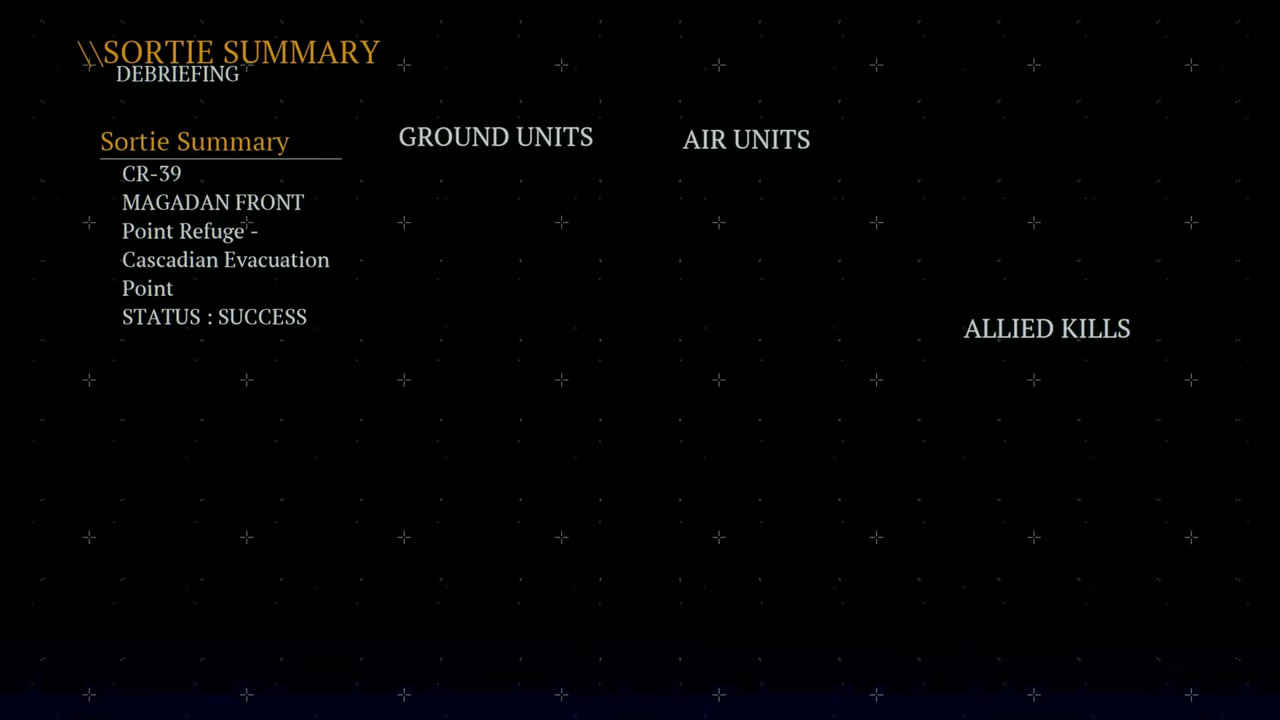 \\SORTIE SUMMARY
DEBRIEFING
Sortie Summary
CR-39
MAGADAN FRONT
Point Refuge -
Cascadian Evacuation
Point
STATUS : SUCCESS
GROUND UNITS
AIR UNITS
ALLIED KILLS